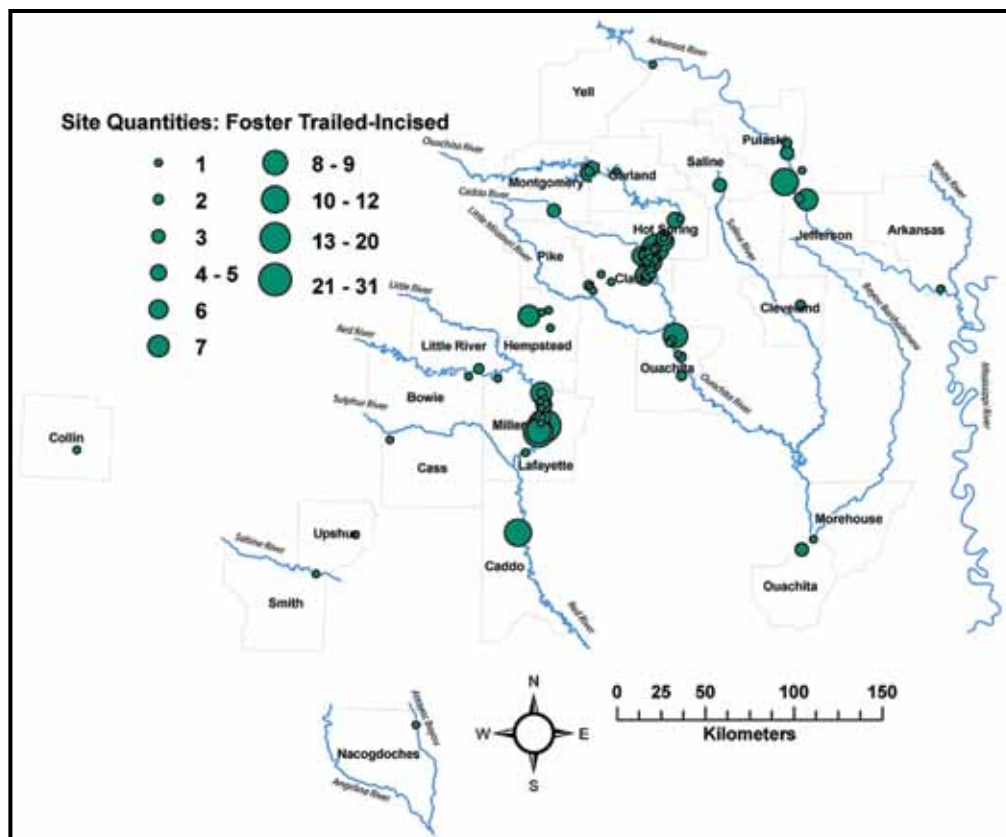 Site Quantities: Foster Trailed-Incised
1
2
3
4 - 5
6
7
8 - 9
10 - 12
13 - 20
21 - 31
Arkansas River
Yell
Pulaski
Saline
White River
Ouachita River
Garland
Montgomery
Caddo River
Little Missouri River
Hot Spring
Saline River
Jefferson
Arkansas
Pike
Clark
Cleveland
Bayou Bartholomew
Little River
Little River
Hempstead
Red River
Ouachita
Ouachita River
Mississippi River
Bowie
Sulphur River
Miller
Collin
Cass
Lafayette
Upshur
Morehouse
Sabine River
Caddo
Ouachita
Smith
Red River
N
W
E
S
0 25 50 100 150
Kilometers
Nacogdoches
Angelina River